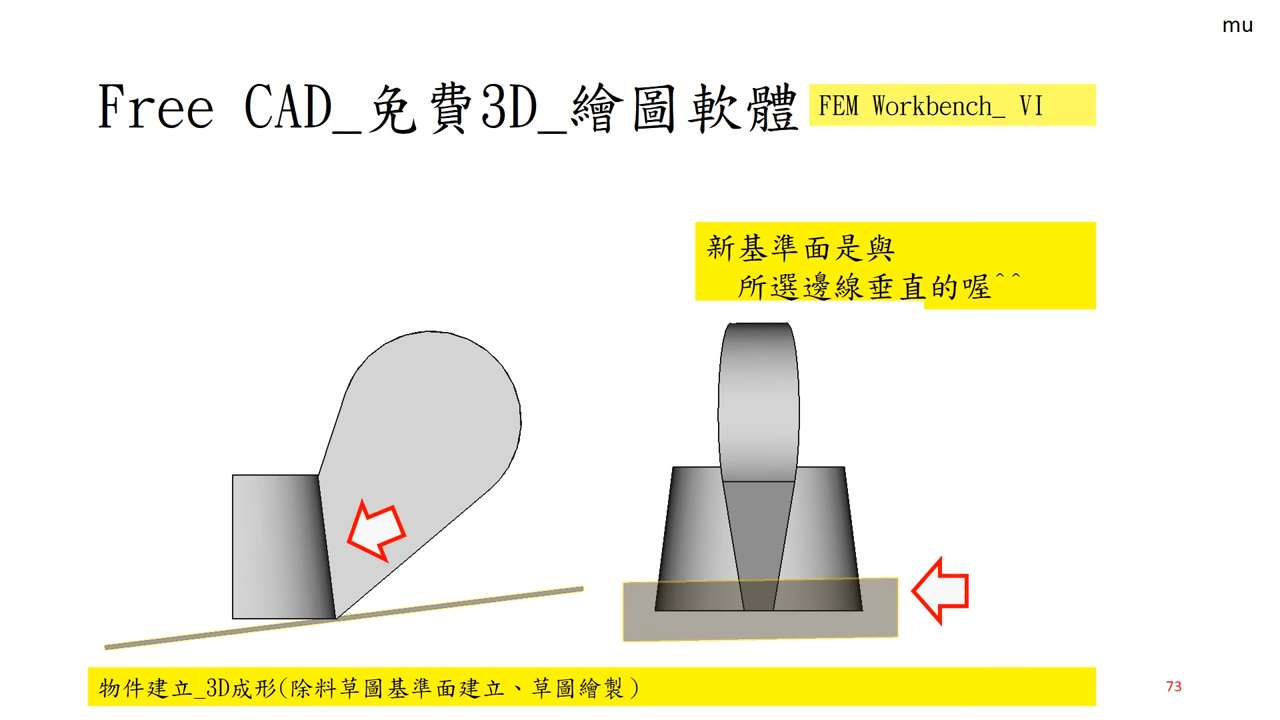 mu
Free CAD_免費3D_繪圖軟體
FEM Workbench_ VI
新基準面是與
所選邊線垂直的喔^^
物件建立_3D成形(除料草圖基準面建立、草圖繪製)
73